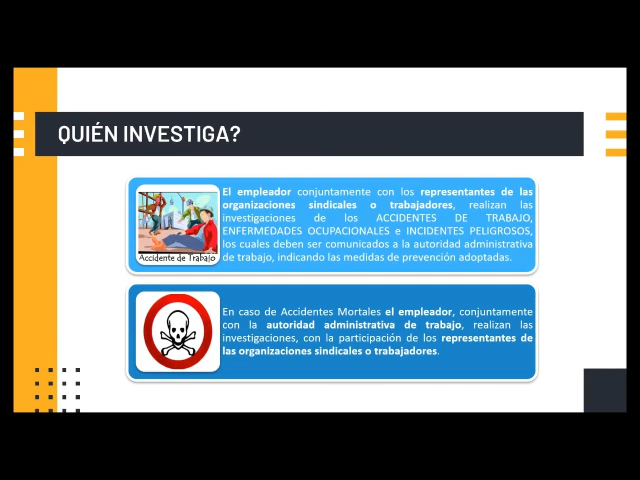 QUIÉN INVESTIGA?
El empleador conjuntamente con los representantes de las
organizaciones sindicales o trabajadores, realizan las
investigaciones de los ACCIDENTES DE TRABAJO,
ENFERMEDADES OCUPACIONALES e INCIDENTES PELIGROSOS,
los cuales deben ser comunicados a la autoridad administrativa
de trabajo, indicando las medidas de prevención adoptadas.
Accidente de Trabajo
En caso de Accidentes Mortales el empleador, conjuntamente
con la autoridad administrativa de trabajo, realizan las
investigaciones, con la participación de los representantes de
las organizaciones sindicales o trabajadores.